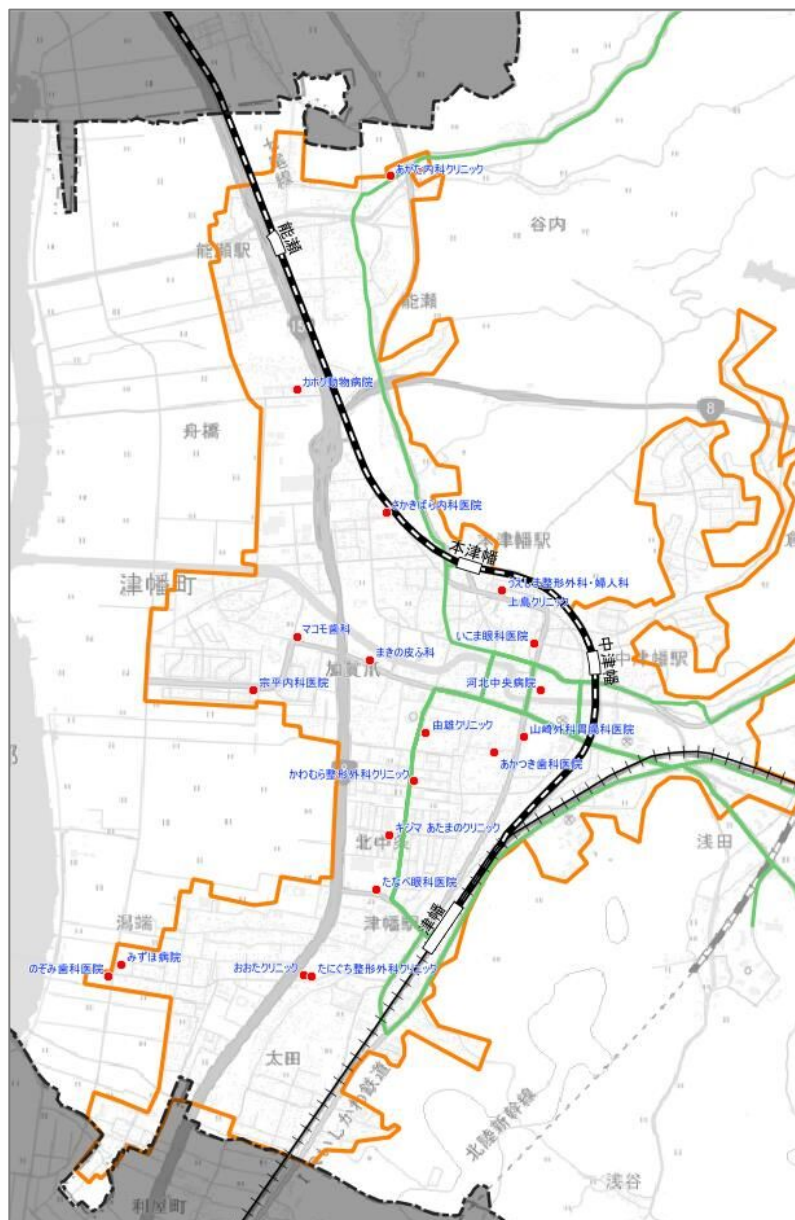 七尾線
あがた内科クリニック
谷内
能瀬
能瀬駅
能瀬
159
カホク動物病院
8
舟橋
さかきばら内科医院
本津幡駅
本津幡
津幡町
うえじま整形外科・婦人科
上島クリニック
マコモ歯科
いこま眼科医院
中津幡
中津幡駅
まきの皮ふ科
加賀爪
宗平内科医院
河北中央病院
由雄クリニック
山崎外科胃腸科医院
あかつき歯科医院
8
かわむら整形外科クリニック
キジマ あたまのクリニック
北中条
浅田
たなべ眼科医院
潟端
津幡駅
津幡
みずほ病院
のぞみ歯科医院
おおたクリニック
たにぐち整形外科クリニック
太田
IRいしかわ鉄道
北陸新幹線
浅谷
利屋町